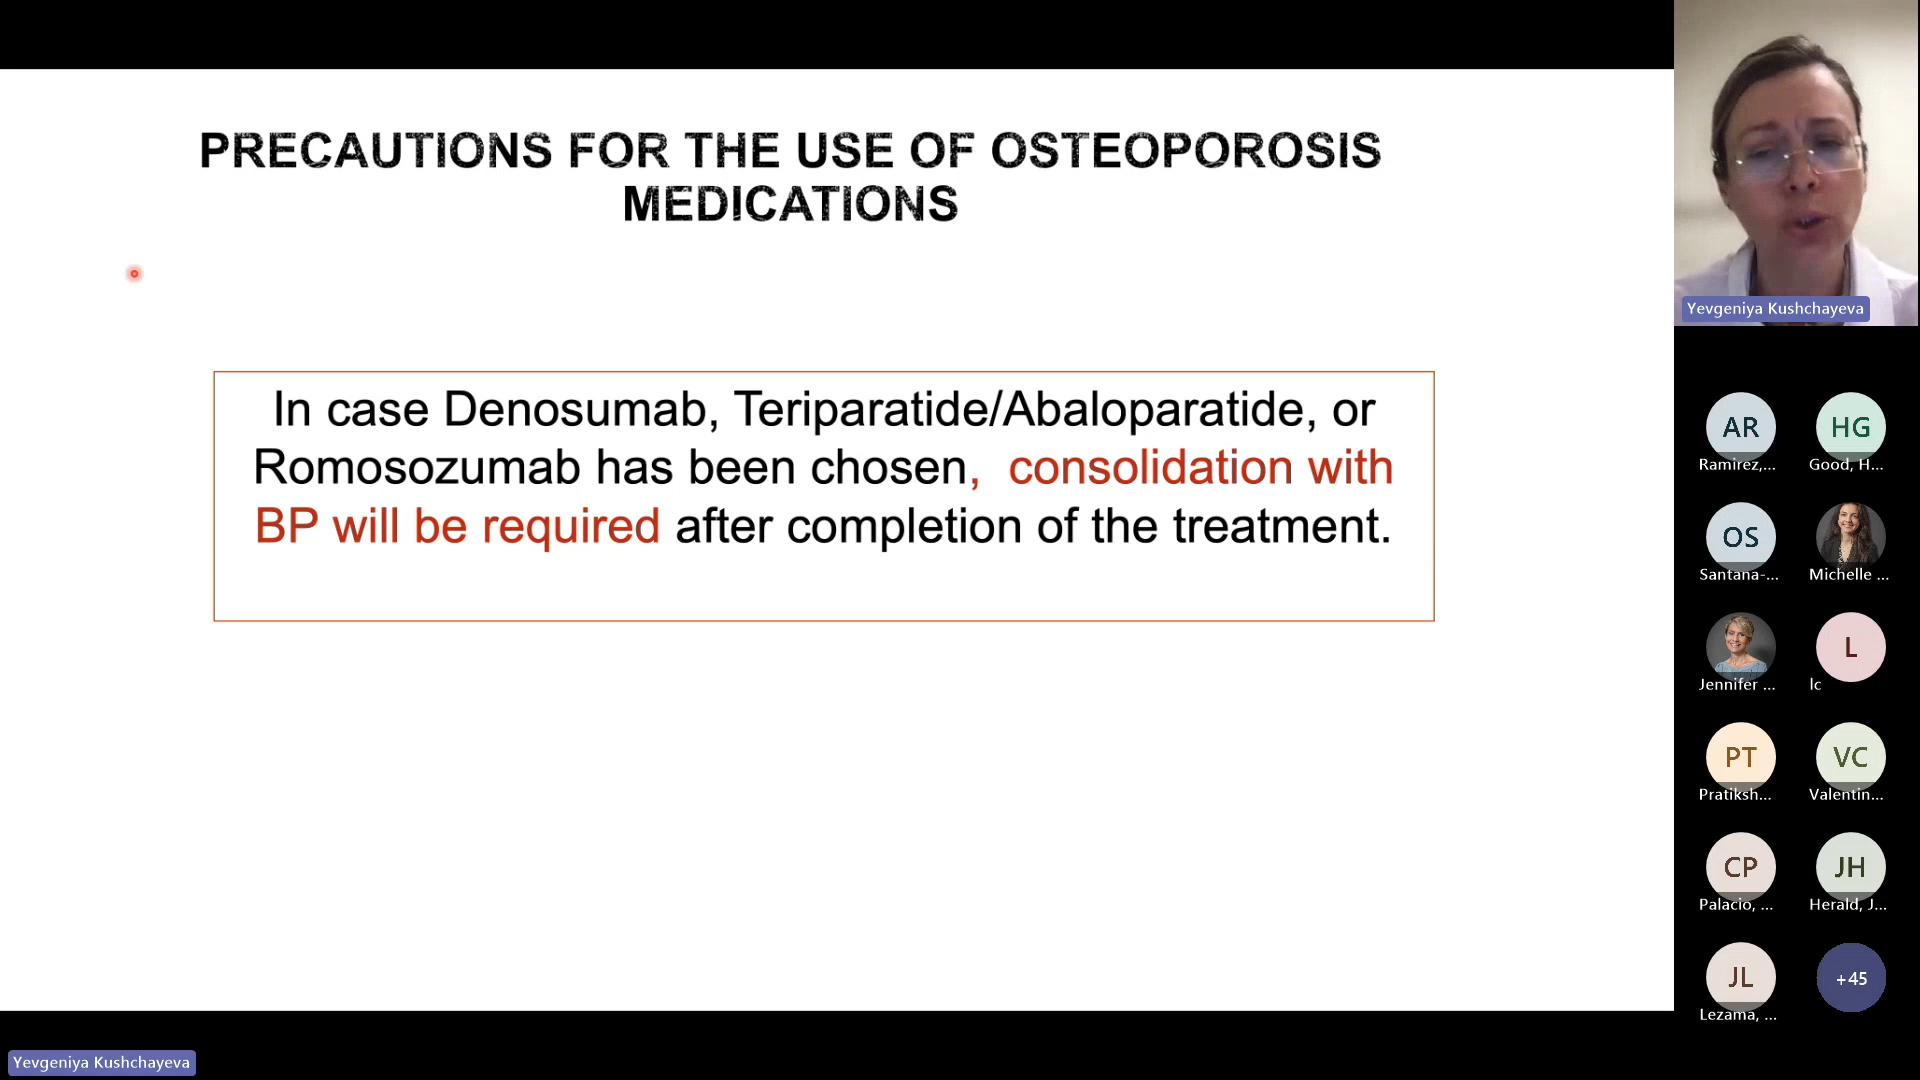 PRECAUTIONS FOR THE USE OF OSTEOPOROSIS
MEDICATIONS
In case Denosumab, Teriparatide/Abaloparatide, or
Romosozumab has been chosen, consolidation with
BP will be required after completion of the treatment.
Yevgeniya Kushchayeva
AR
Ramirez,...
HG
Good, H...
OS
Santana-...
Michelle ...
Jennifer ...
L
lc
PT
Pratiksh...
VC
Valentin...
CP
Palacio, ...
JH
Herald, J...
JL
Lezama, ...
+45
Yevgeniya Kushchayeva